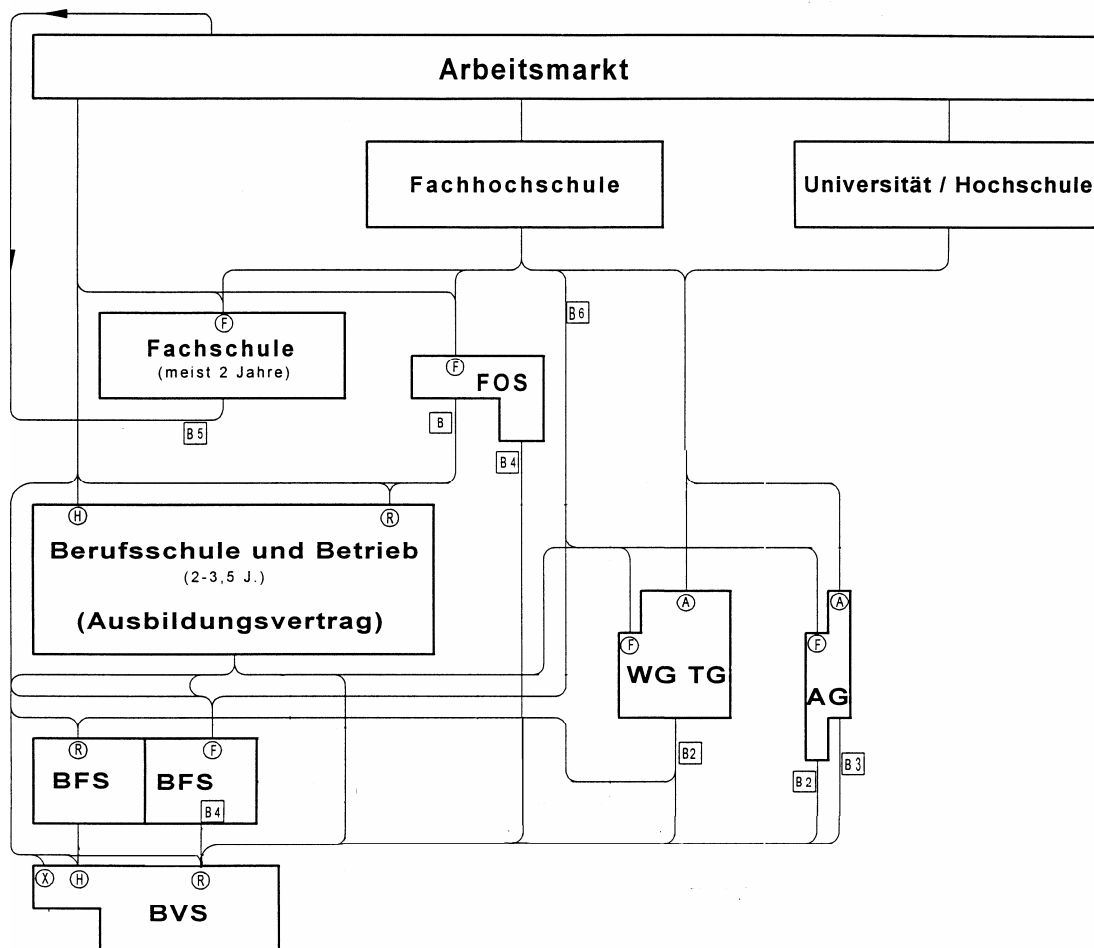 Arbeitsmarkt
Fachhochschule
Universität / Hochschule
B6
F
Fachschule
(meist 2 Jahre)
F
FOS
B
B5
B4
H
R
Berufsschule und Betrieb
(2-3,5 J.)
(Ausbildungsvertrag)
A
A
F
F
WG TG
AG
R
F
B2
B3
BFS
BFS
B2
B4
X
H
R
BVS